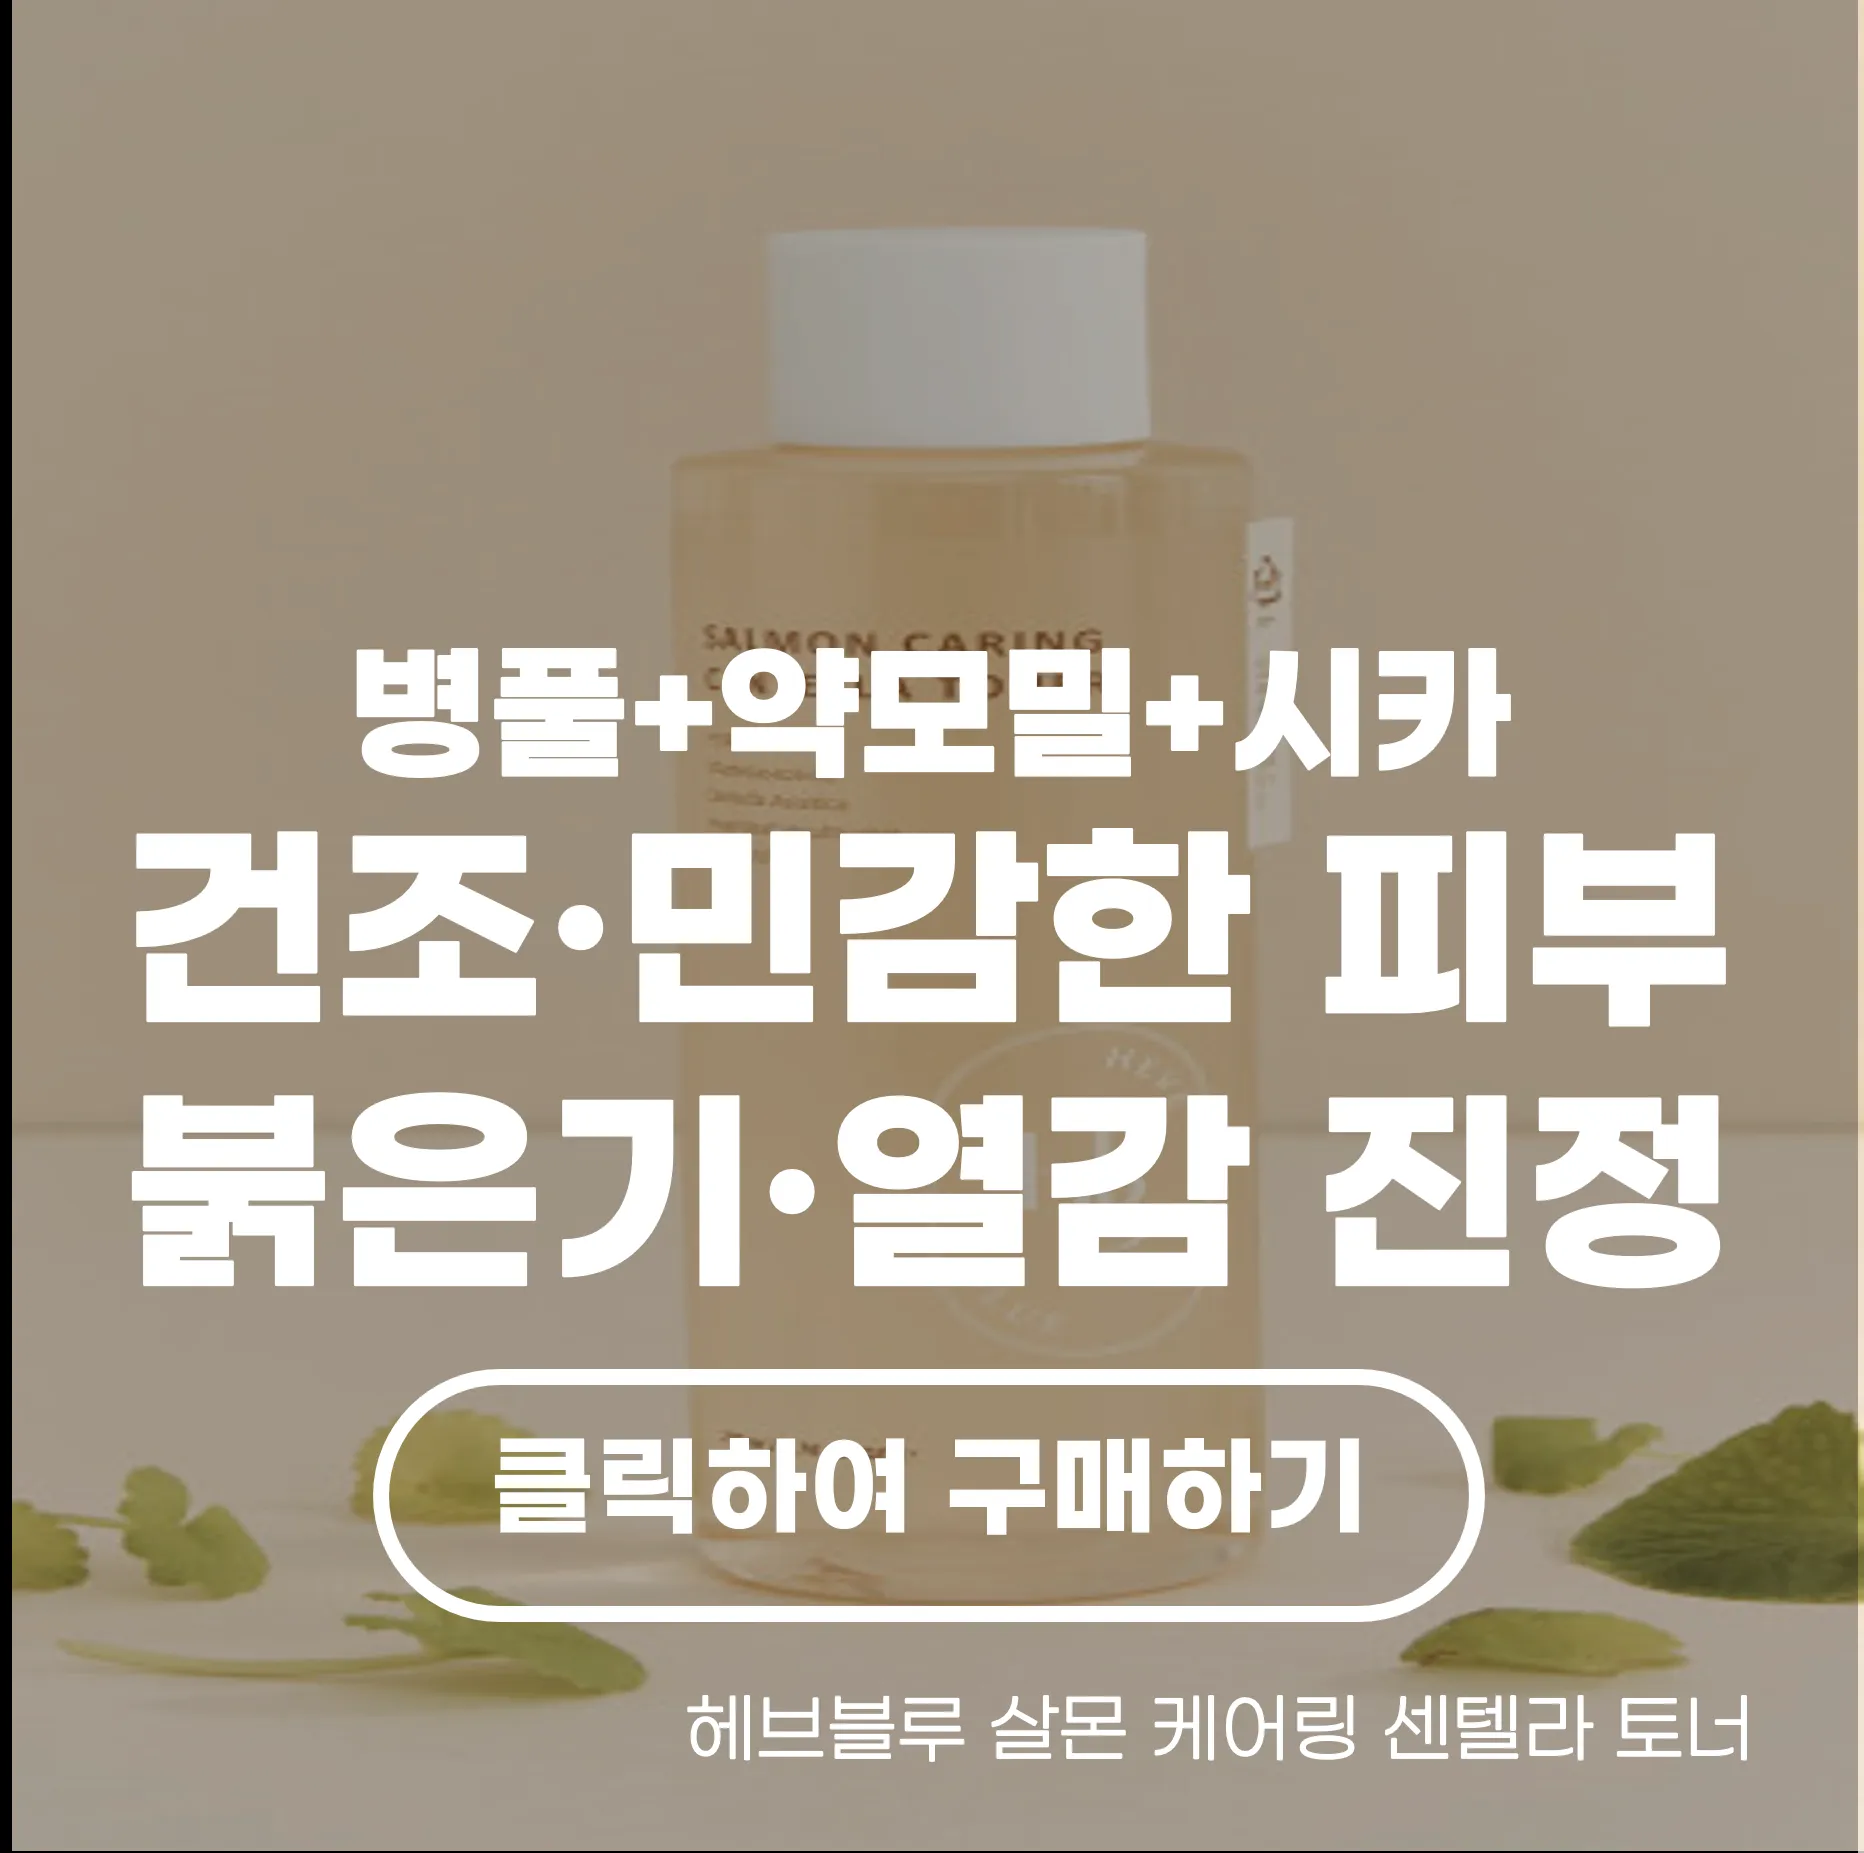 SALMON CARING
병풀+약모밀+시카
건조·민감한 피부
붉은기·열감 진정
클릭하여 구매하기
헤브블루 살몬 케어링 센텔라 토너